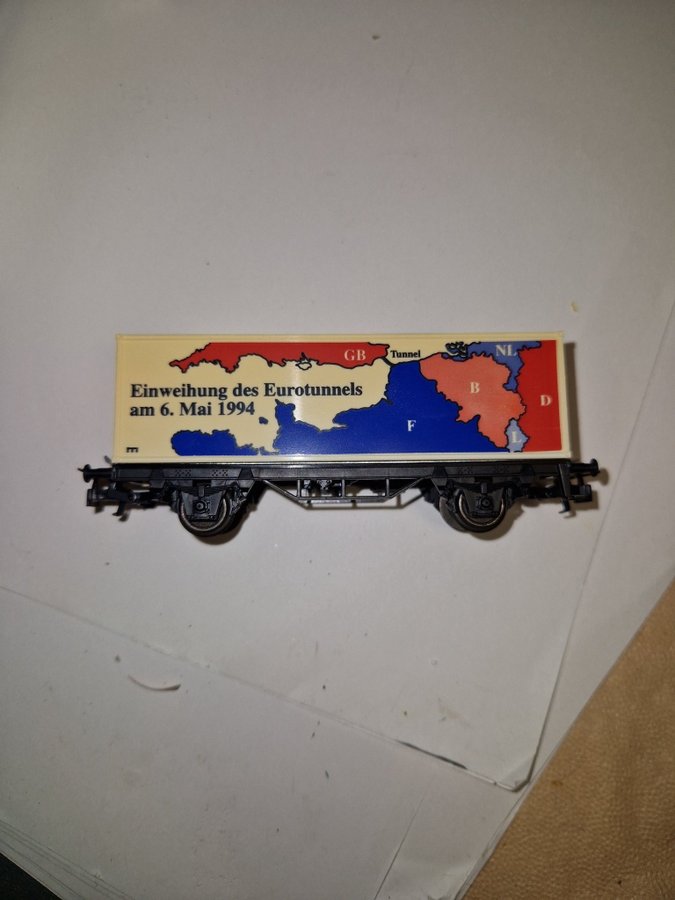 GB
Tunnel
NL
Einweihung des Eurotunnels
am 6. Mai 1994
B
D
F
L